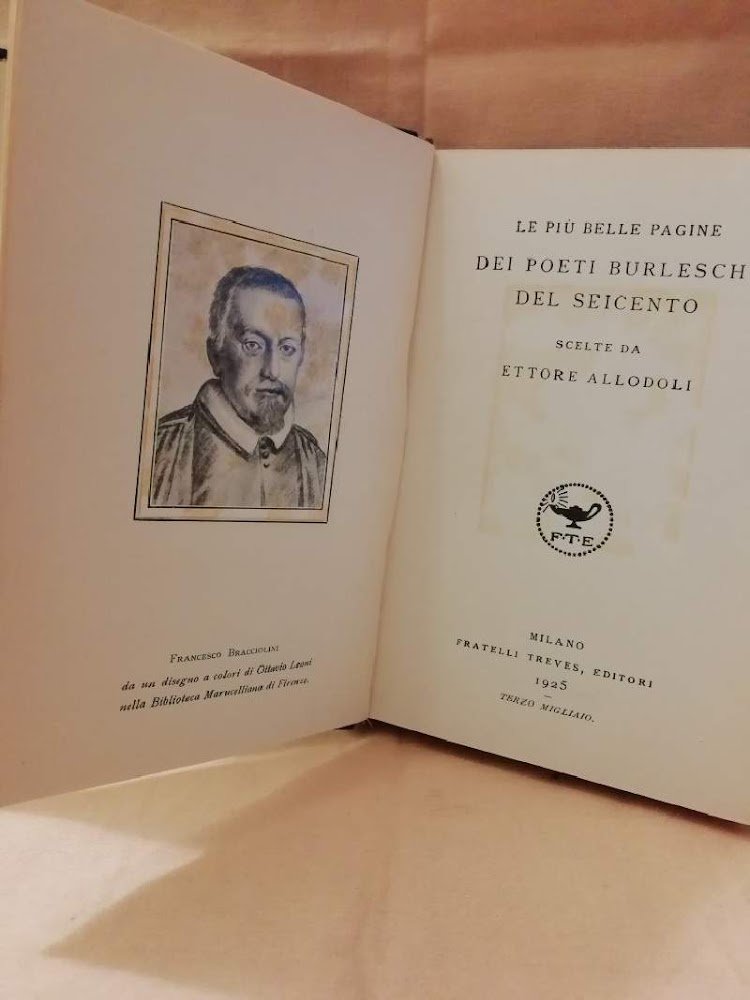 FRANCESCO BRACCIOLINI
da un disegno a colori di Ottavio Leoni
nella Biblioteca Marucelliana di Firenze.
LE PIÙ BELLE PAGINE
DEI POETI BURLESCH
DEL SEICENTO
SCELTE DA
ETTORE ALLODOLI
F·T·E
MILANO
FRATELLI TREVES, EDITORI
1925
TERZO MIGLIAIO.